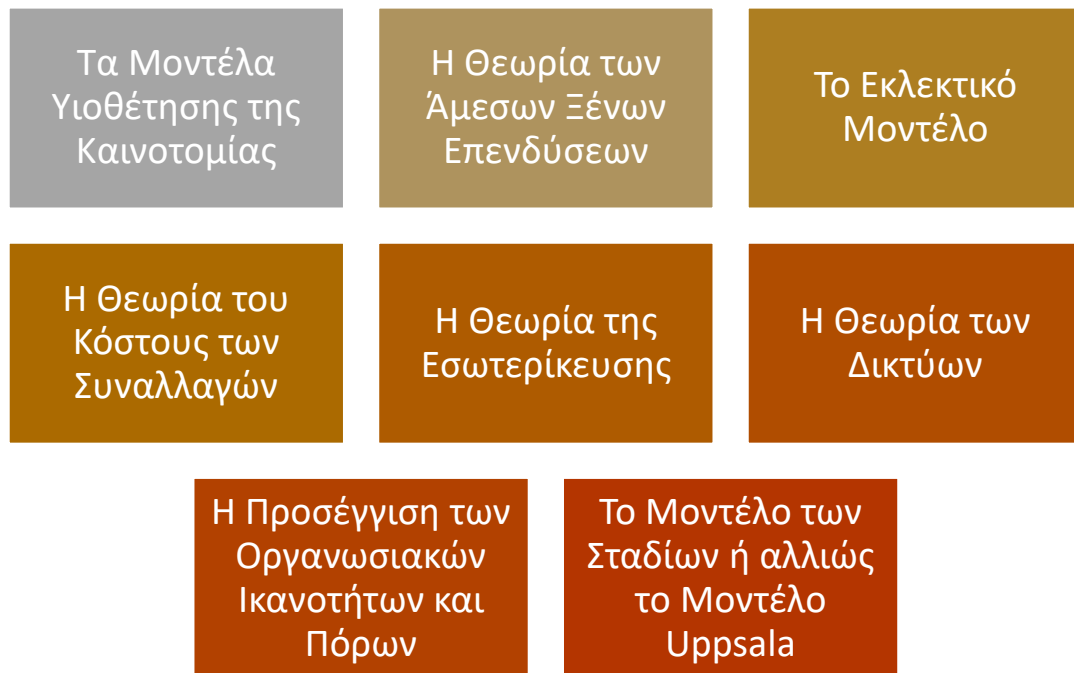 Τα Μοντέλα
Υιοθέτησης της
Καινοτομίας
Η Θεωρία των
Άμεσων Ξένων
Επενδύσεων
Το Εκλεκτικό
Μοντέλο
Η Θεωρία του
Κόστους των
Συναλλαγών
Η Θεωρία της
Εσωτερίκευσης
Η Θεωρία των
Δικτύων
Η Προσέγγιση των
Οργανωσιακών
Ικανοτήτων και
Πόρων
Το Μοντέλο των
Σταδίων ή αλλιώς
το Μοντέλο
Uppsala